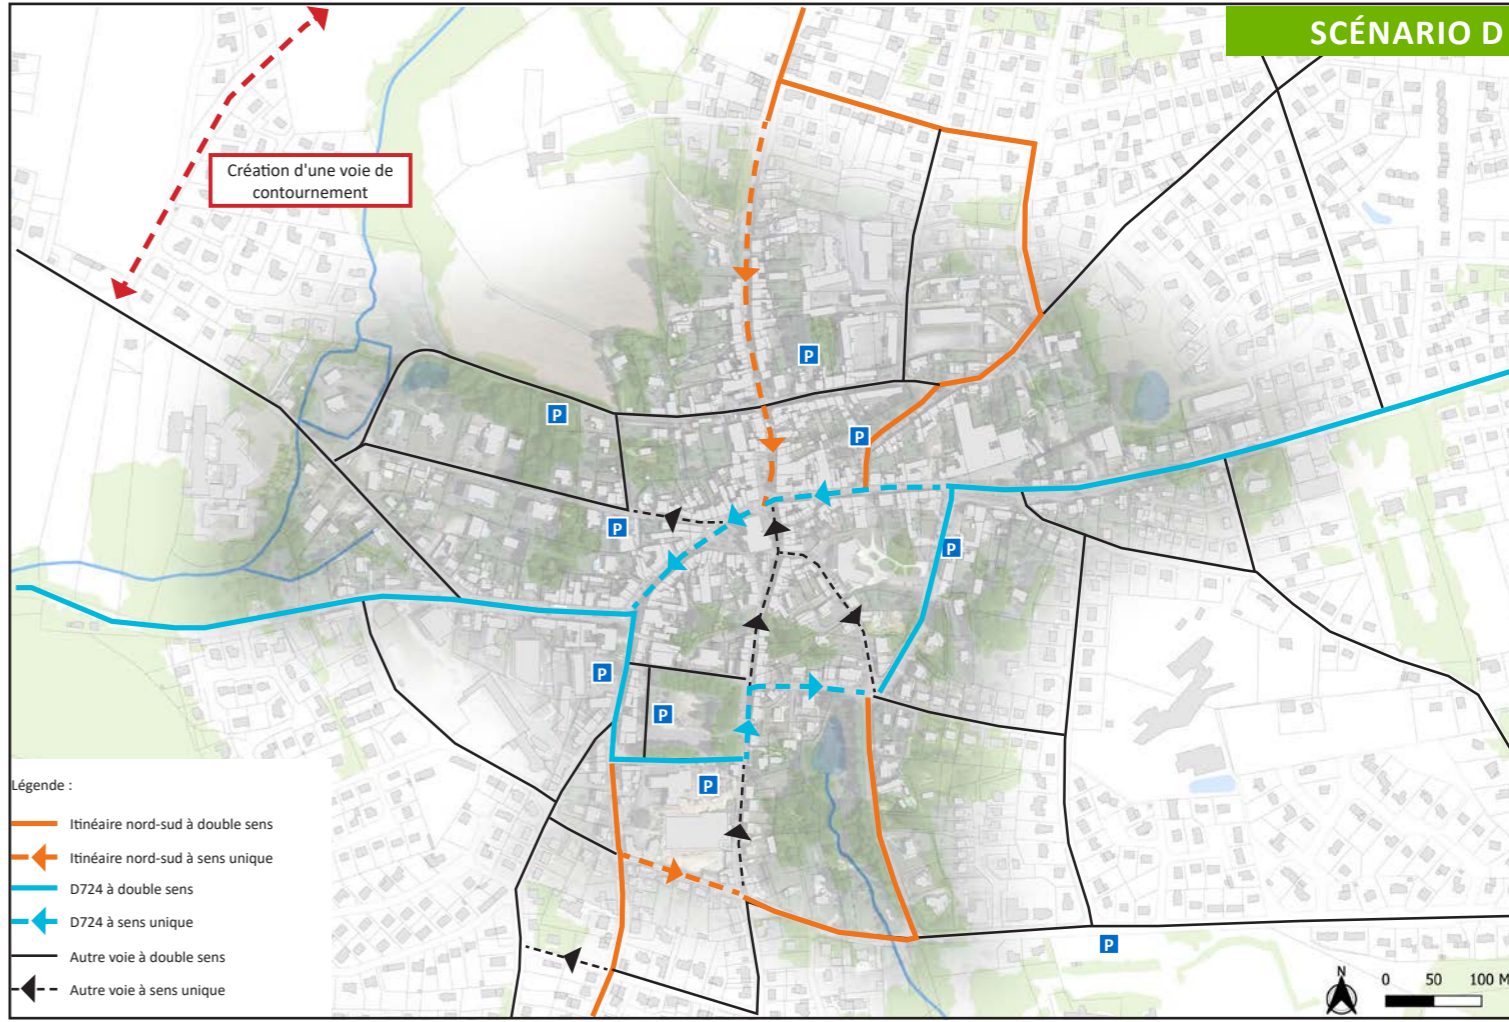 SCÉNARIO D
Création d'une voie de
contournement
P
P
P
P
P
P
P
P
P
P
Légende :
Itinéaire nord-sud à double sens
Itinéaire nord-sud à sens unique
D724 à double sens
D724 à sens unique
Autre voie à double sens
Autre voie à sens unique
N
0 50 100 M